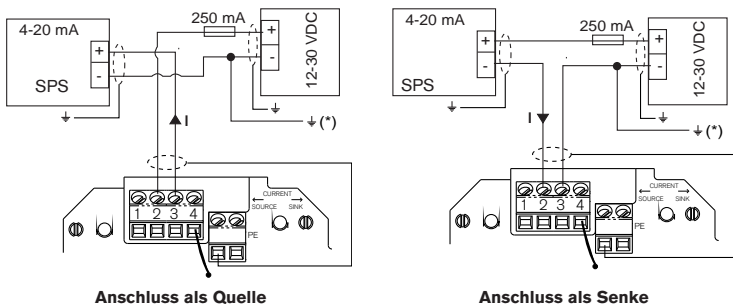 4-20 mA
SPS
+
-
250 mA
+
-
12-30 VDC
I
(*)
1 2 3 4
PE
CURRENT
SOURCE SINK
Anschluss als Quelle
4-20 mA
SPS
+
-
250 mA
+
-
12-30 VDC
I
(*)
1 2 3 4
PE
CURRENT
SOURCE SINK
Anschluss als Senke